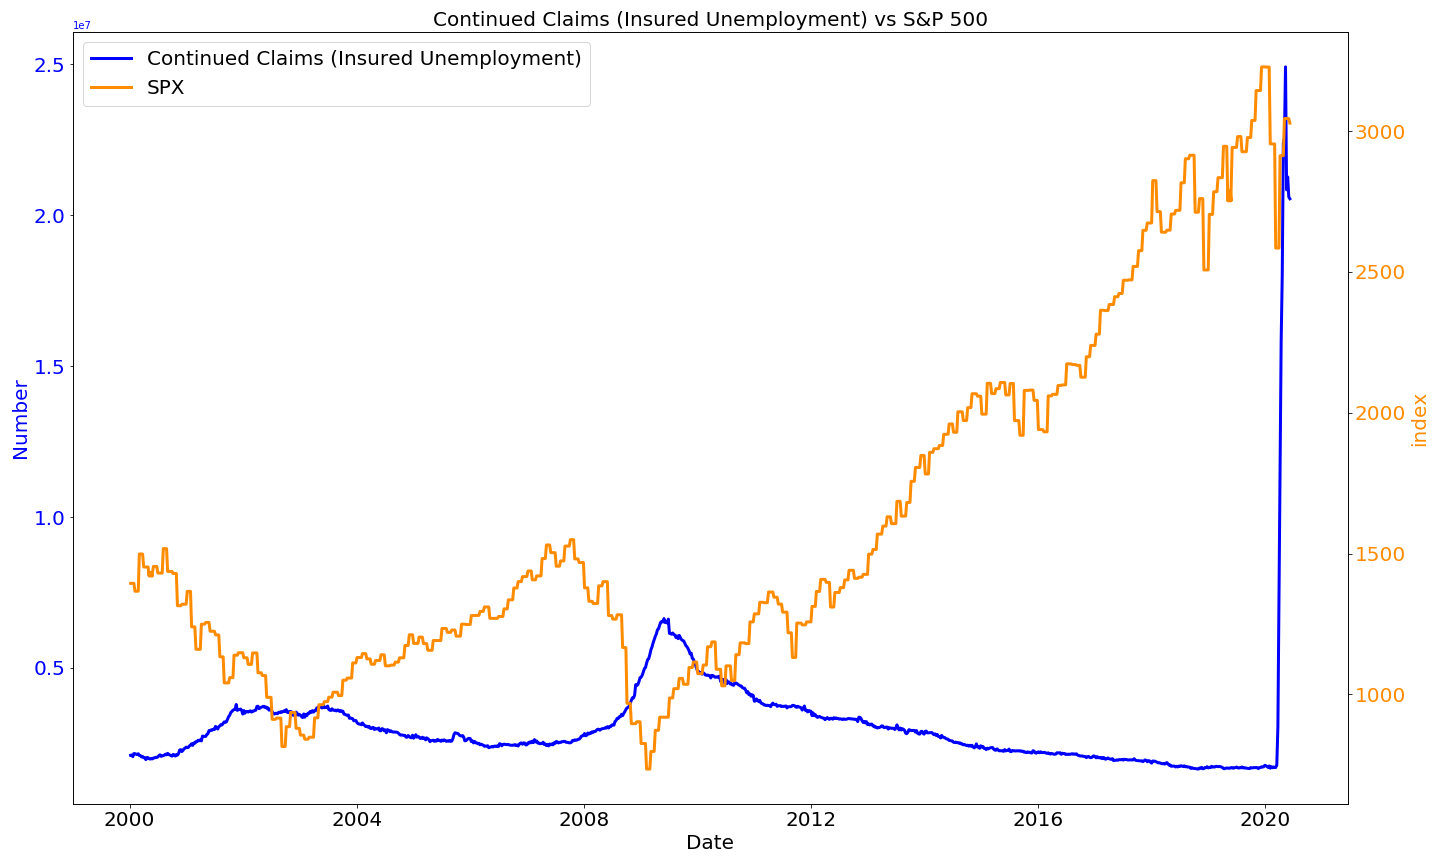 Continued Claims (Insured Unemployment) vs S&P 500
1e7
Continued Claims (Insured Unemployment)
SPX
2.5
2.0
1.5
1.0
0.5
Number
3000
2500
2000
1500
1000
index
2000 2004 2008 2012 2016 2020
Date